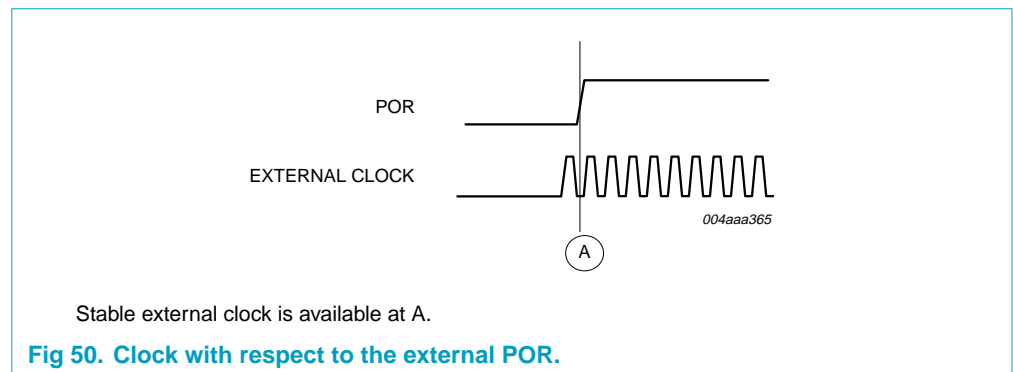 POR
EXTERNAL CLOCK
004aaa365
A
Stable external clock is available at A.
Fig 50. Clock with respect to the external POR.